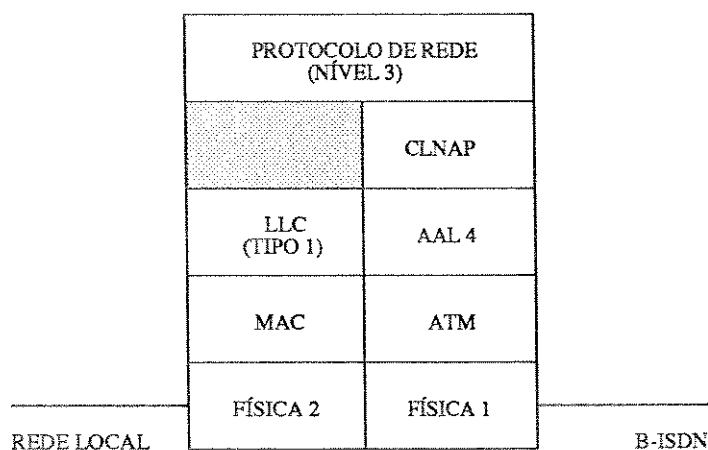 PROTOCOLO DE REDE
(NÍVEL 3)
CLNAP
LLC
(TIPO 1)
AAL 4
MAC
ATM
FÍSICA 2
FÍSICA 1
REDE LOCAL
B-ISDN